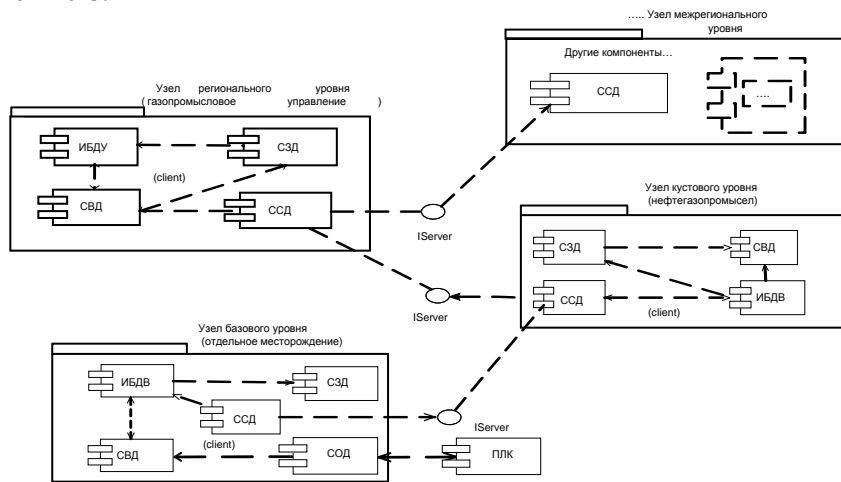 ….. Узел межрегионального
уровня
Другие компоненты…
ССД
….
Узел регионального уровня
( газопромысловое управление )
ИБДУ
СЗД
(client)
СВД
ССД
IServer
Узел кустового уровня
(нефтегазопромысел)
СЗД
СВД
ССД
ИБДВ
(client)
IServer
Узел базового уровня
(отдельное месторождение)
ИБДВ
СЗД
ССД
IServer
(client)
СВД
СОД
ПЛК